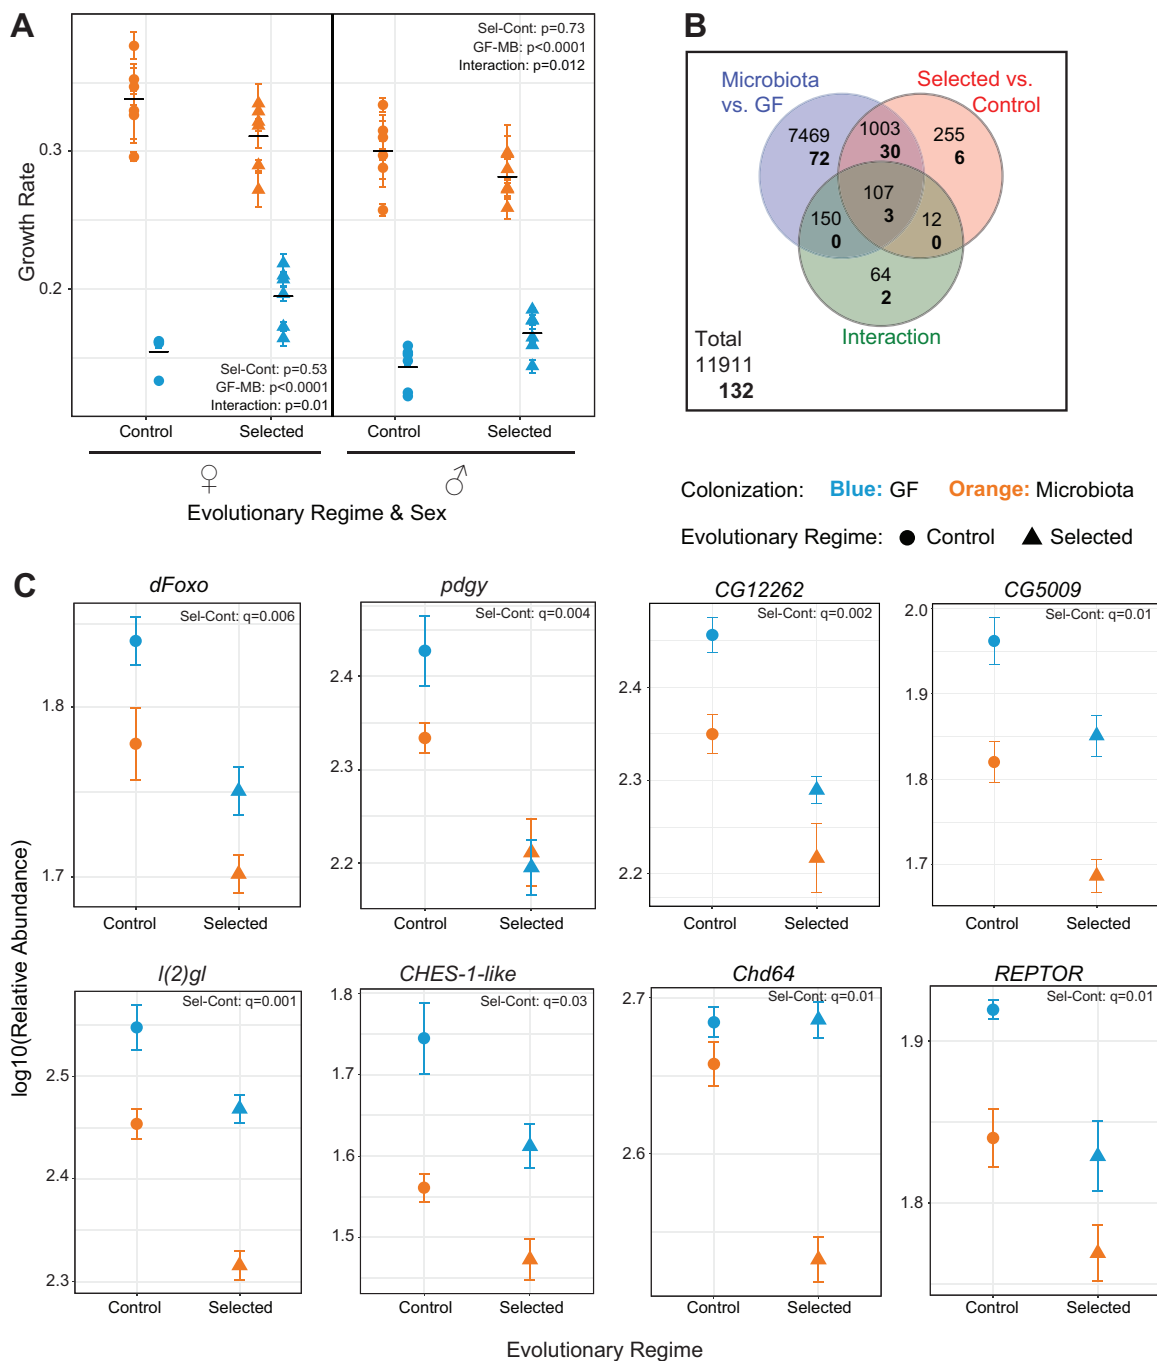 A
Sel-Cont: p=0.73
GF-MB: p<0.0001
Interaction: p=0.012
0.3
0.2
Growth Rate
Sel-Cont: p=0.53
GF-MB: p<0.0001
Interaction: p=0.01
Control
Selected
Control
Selected
♀
♂
Evolutionary Regime & Sex
B
Microbiota
vs. GF
Selected vs.
Control
7469
72
1003
30
255
6
107
3
150
0
12
0
64
2
Interaction
Total
11911
132
Colonization: Blue: GF Orange: Microbiota
Evolutionary Regime: ● Control ▲ Selected
C
log10(Relative Abundance)
dFoxo
Sel-Cont: q=0.006
1.8
1.7
Control
Selected
pdgy
Sel-Cont: q=0.004
2.4
2.3
2.2
Control
Selected
CG12262
Sel-Cont: q=0.002
2.4
2.3
2.2
Control
Selected
CG5009
Sel-Cont: q=0.01
2.0
1.9
1.8
1.7
Control
Selected
l(2)gl
Sel-Cont: q=0.001
2.5
2.4
2.3
Control
Selected
CHES-1-like
Sel-Cont: q=0.03
1.8
1.7
1.6
1.5
Control
Selected
Chd64
Sel-Cont: q=0.01
2.7
2.6
Control
Selected
REPTOR
Sel-Cont: q=0.01
1.9
1.8
Control
Selected
Evolutionary Regime